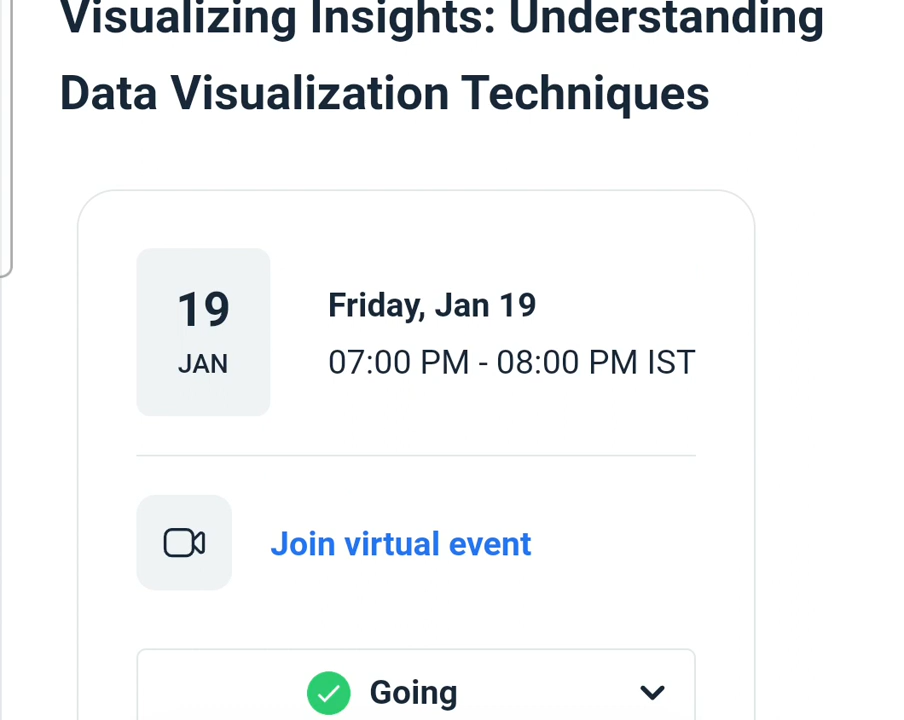 Visualizing Insights: Understanding
Data Visualization Techniques
19
JAN
Friday, Jan 19
07:00 PM - 08:00 PM IST
Join virtual event
Going